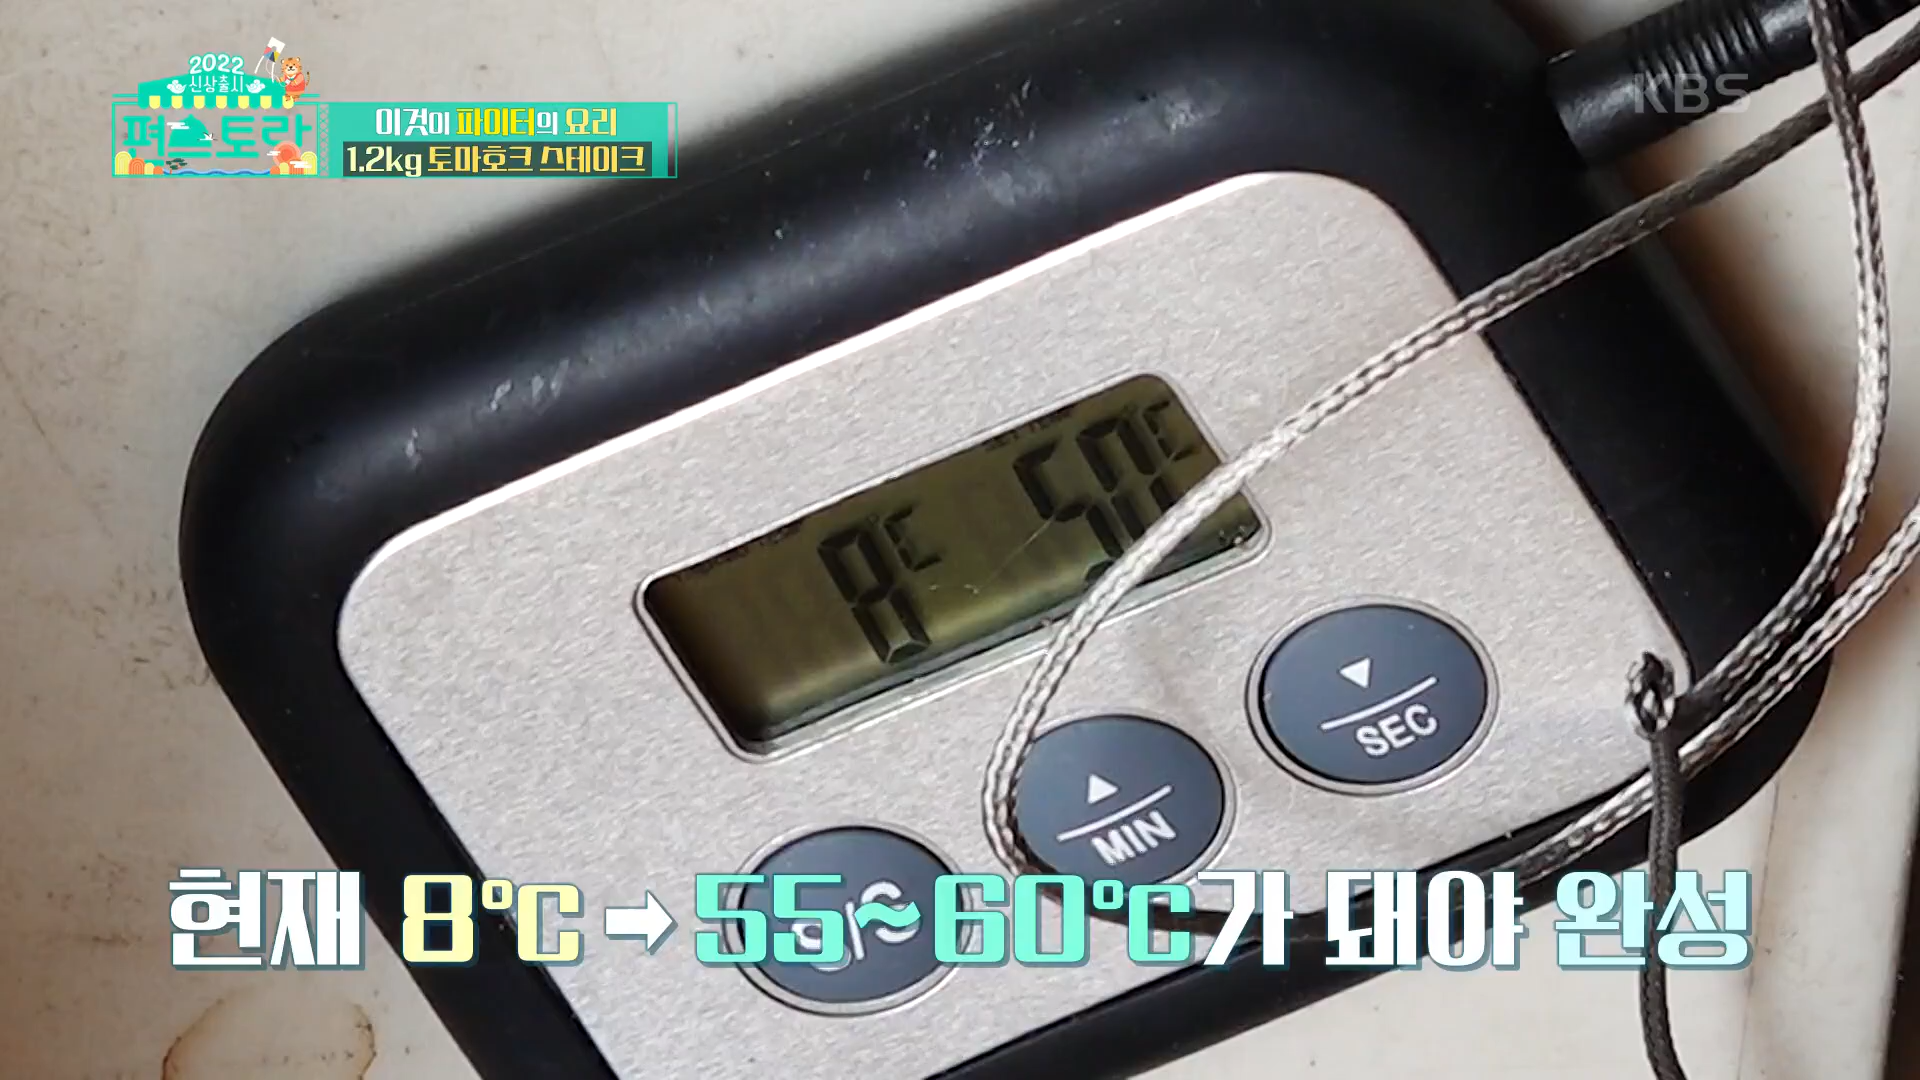 2022
신상출시
편스토랑
이것이 파이터의 요리
1.2kg 토마호크 스테이크
KBS
8°C 50°C
SEC
MIN
S/S
현재 8°C → 55~60°C가 돼야 완성